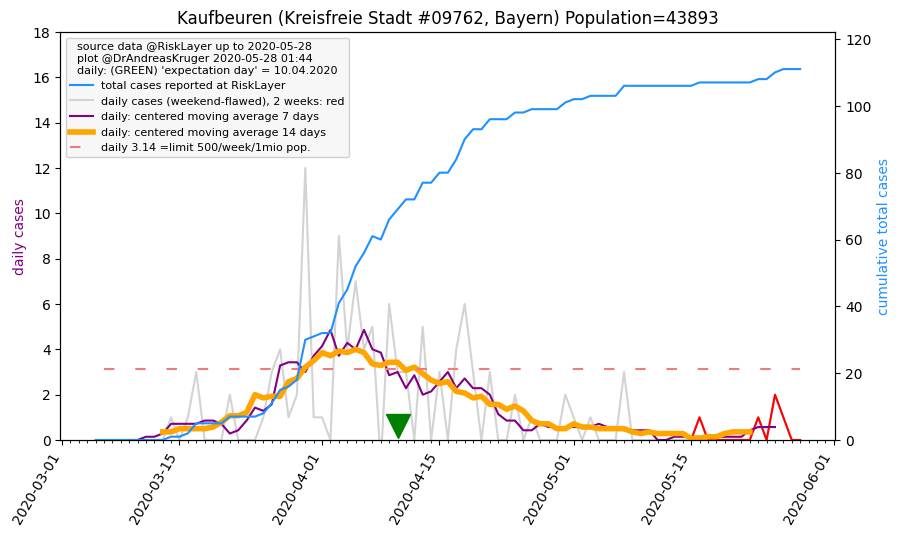 Kaufbeuren (Kreisfreie Stadt #09762, Bayern) Population=43893
source data @RiskLayer up to 2020-05-28
plot @DrAndreasKruger 2020-05-28 01:44
daily: (GREEN) 'expectation day' = 10.04.2020
total cases reported at RiskLayer
daily cases (weekend-flawed), 2 weeks: red
daily: centered moving average 7 days
daily: centered moving average 14 days
daily 3.14 =limit 500/week/1mio pop.
daily cases
18
16
14
12
10
8
6
4
2
0
120
100
80
60
40
20
0
cumulative total cases
2020-03-01
2020-03-15
2020-04-01
2020-04-15
2020-05-01
2020-05-15
2020-06-01